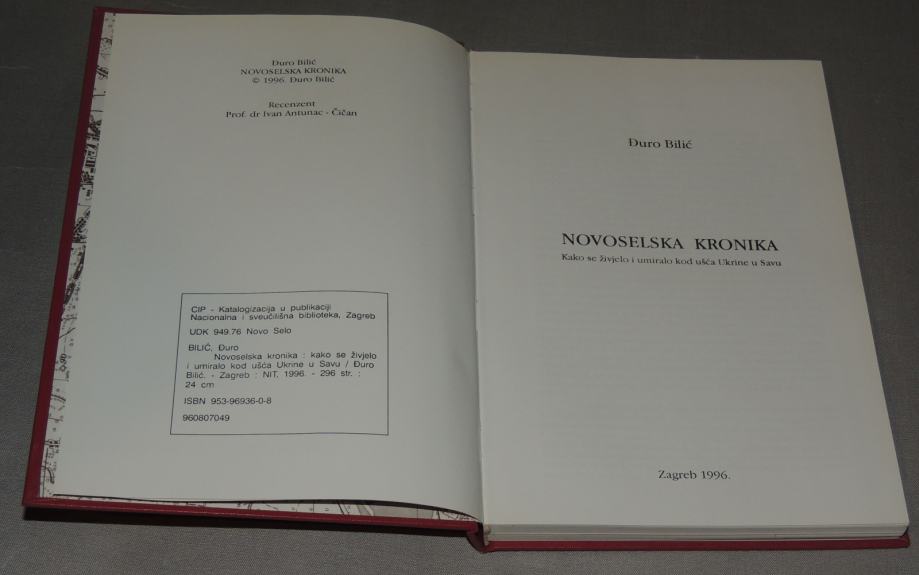 Đuro Bilić
NOVOSELSKA KRONIKA
© 1996. Đuro Bilić
Recenzent
Prof. dr Ivan Antunac - Čičan
CIP - Katalogizacija u publikaciji
Nacionalna i sveučilišna biblioteka, Zagreb
UDK 949.76 Novo Selo
BILIĆ, Đuro
Novoselska kronika : kako se živjelo
i umiralo kod ušća Ukrine u Savu / Đuro
Bilić. - Zagreb : NIT, 1996. - 296 str. ;
24 cm
ISBN 953-96936-0-8
960807049
Đuro Bilić
NOVOSELSKA KRONIKA
Kako se živjelo i umiralo kod ušća Ukrine u Savu
Zagreb 1996.